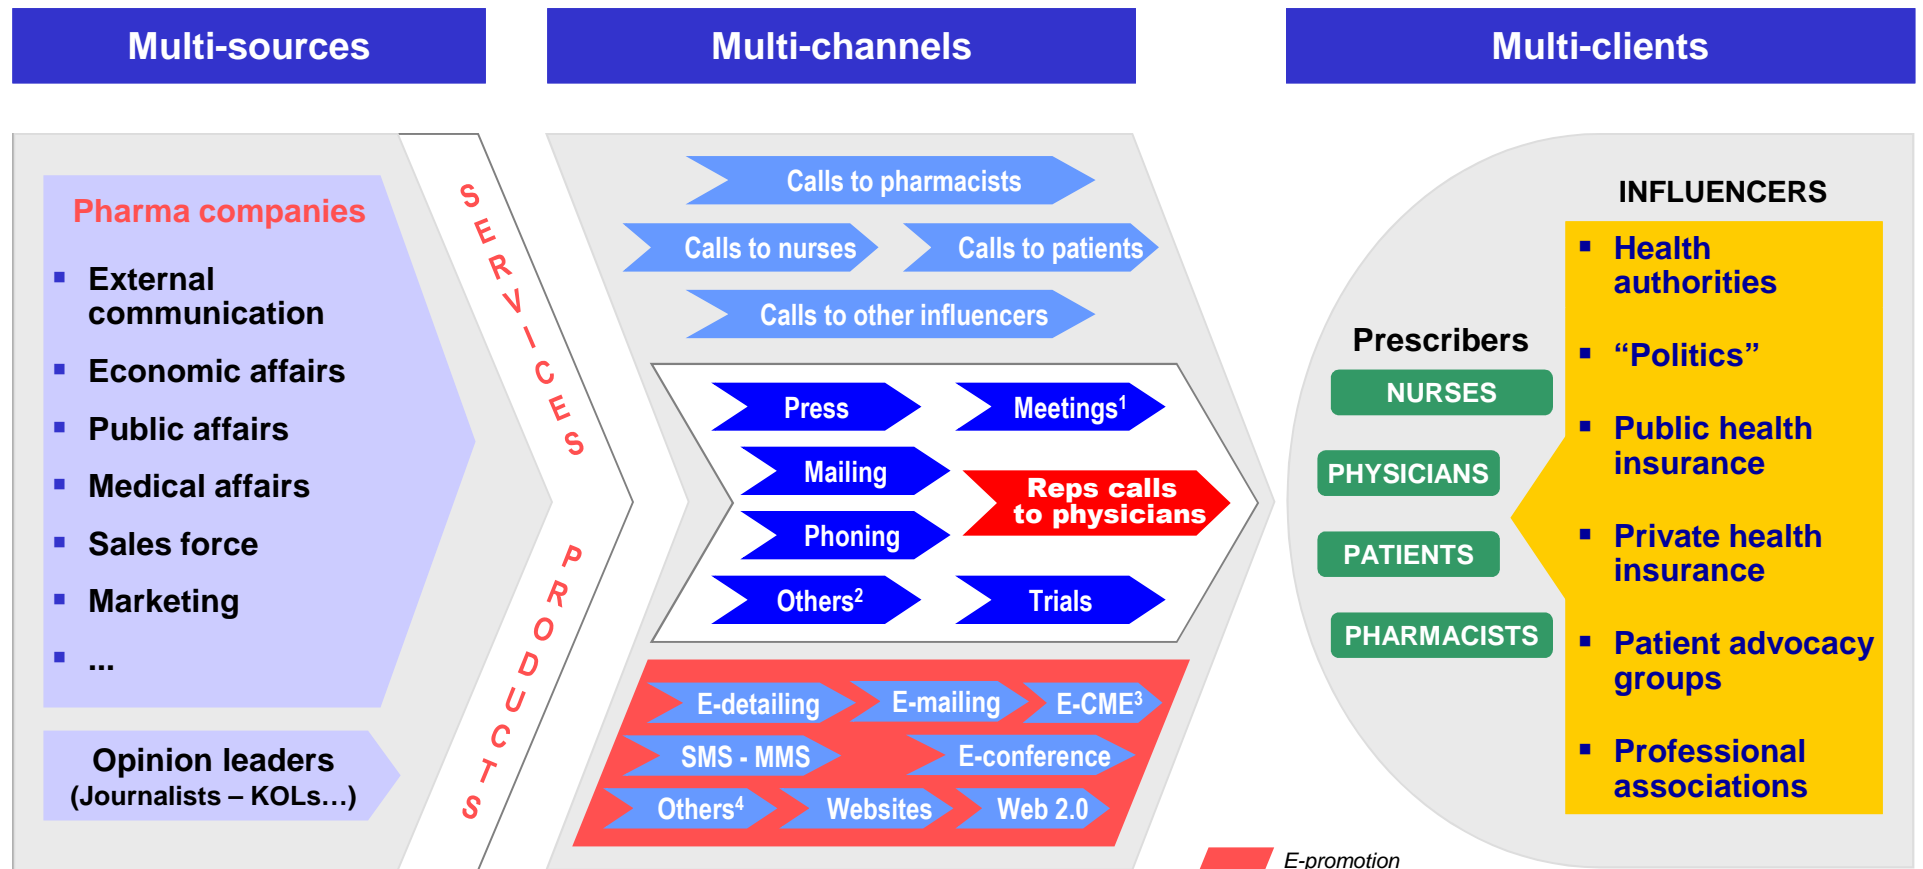 Multi-sources
Multi-channels
Multi-clients
Pharma companies
▪ External
communication
▪ Economic affairs
▪ Public affairs
▪ Medical affairs
▪ Sales force
▪ Marketing
▪ ...
Opinion leaders
(Journalists – KOLs…)
SERVICES
PRODUCTS
Calls to pharmacists
Calls to nurses
Calls to patients
Calls to other influencers
Press
Meetings¹
Mailing
Reps calls
to physicians
Phoning
Others²
Trials
E-detailing
E-mailing
E-CME³
SMS - MMS
E-conference
Others⁴
Websites
Web 2.0
E-promotion
Prescribers
NURSES
PHYSICIANS
PATIENTS
PHARMACISTS
INFLUENCERS
▪ Health
authorities
▪ “Politics”
▪ Public health
insurance
▪ Private health
insurance
▪ Patient advocacy
groups
▪ Professional
associations